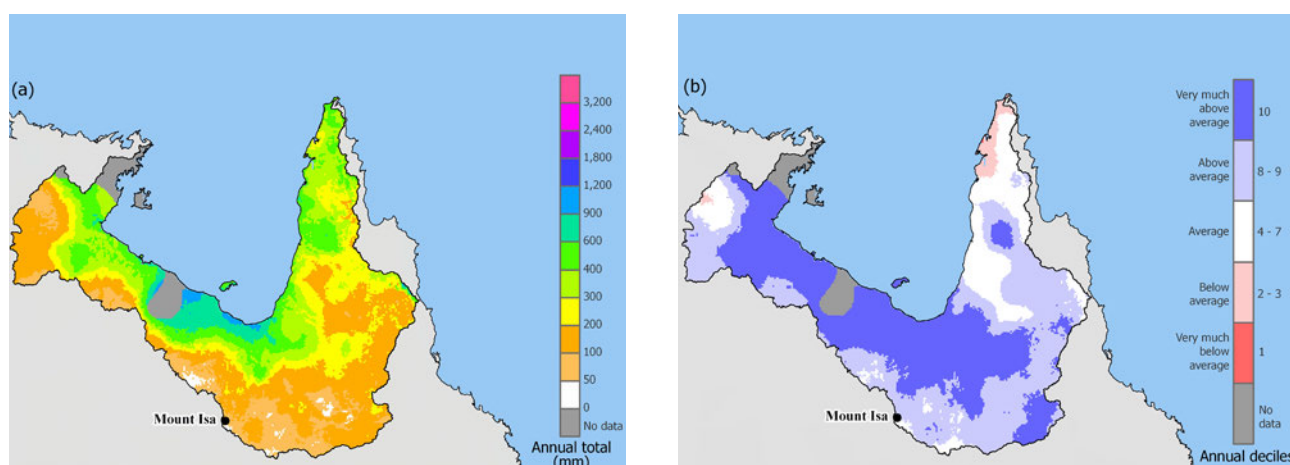 (a)
3,200
2,400
1,800
1,200
900
600
400
300
200
100
50
0
No data
Annual total
(mm)
Mount Isa
(b)
Very much
above
average
10
Above
average
8 - 9
Average
4 - 7
Below
average
2 - 3
Very much
below
average
1
No
data
Annual deciles
Mount Isa